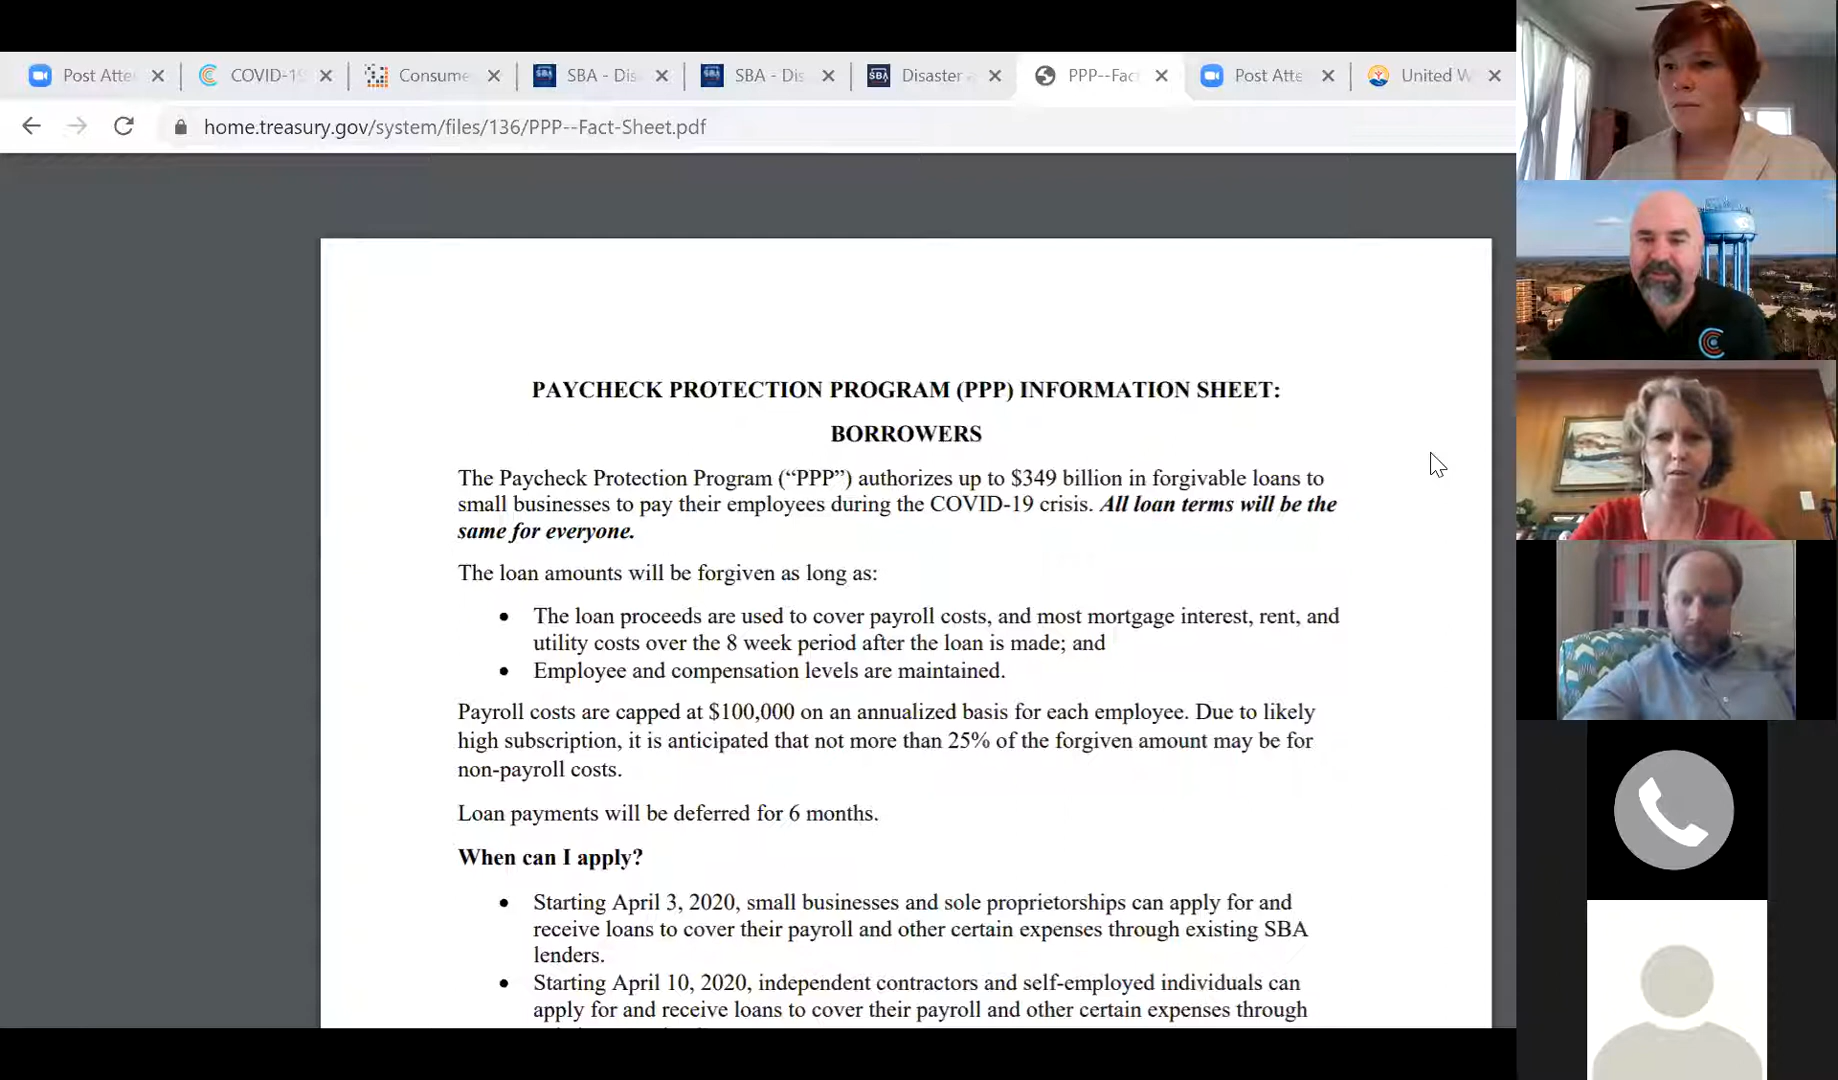 Post Atte
COVID-19
Consume
SBA - Dis
SBA - Dis
SBA
Disaster
PPP--Fac
Post Atte
United W
home.treasury.gov/system/files/136/PPP--Fact-Sheet.pdf
PAYCHECK PROTECTION PROGRAM (PPP) INFORMATION SHEET:
BORROWERS
The Paycheck Protection Program (“PPP”) authorizes up to $349 billion in forgivable loans to
small businesses to pay their employees during the COVID-19 crisis. All loan terms will be the
same for everyone.
The loan amounts will be forgiven as long as:
• The loan proceeds are used to cover payroll costs, and most mortgage interest, rent, and
utility costs over the 8 week period after the loan is made; and
• Employee and compensation levels are maintained.
Payroll costs are capped at $100,000 on an annualized basis for each employee. Due to likely
high subscription, it is anticipated that not more than 25% of the forgiven amount may be for
non-payroll costs.
Loan payments will be deferred for 6 months.
When can I apply?
• Starting April 3, 2020, small businesses and sole proprietorships can apply for and
receive loans to cover their payroll and other certain expenses through existing SBA
lenders.
• Starting April 10, 2020, independent contractors and self-employed individuals can
apply for and receive loans to cover their payroll and other certain expenses through